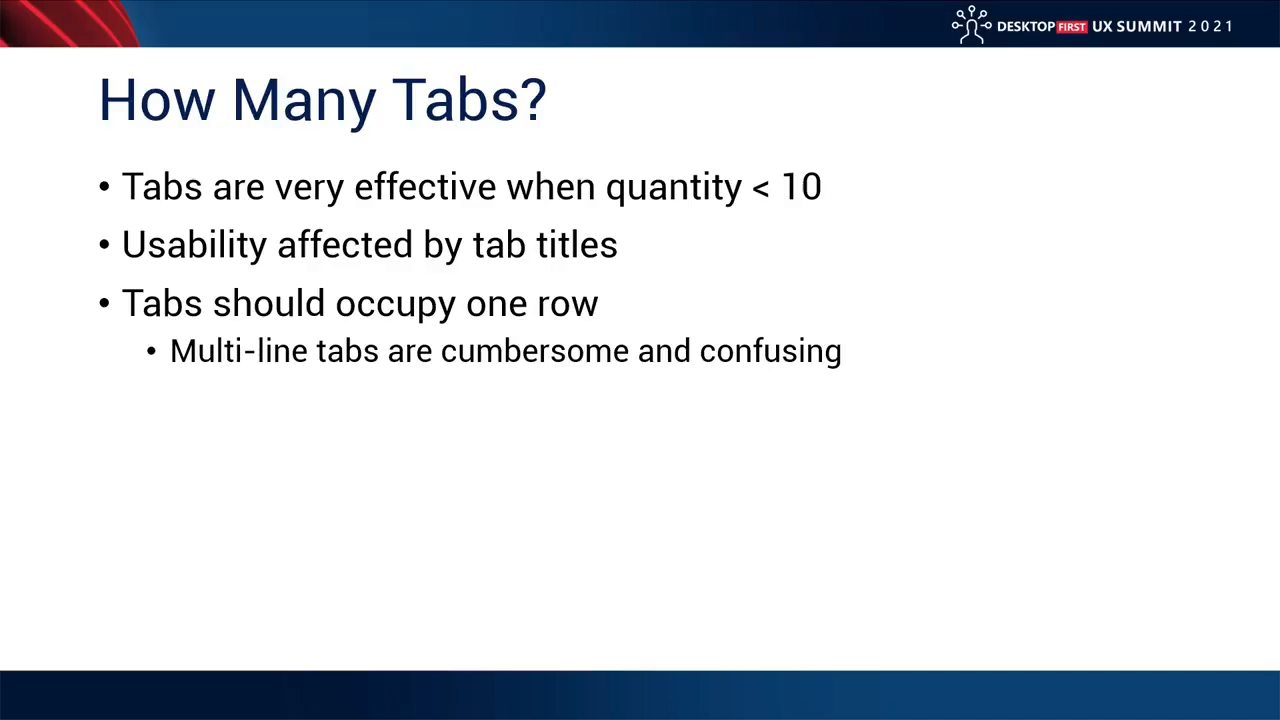 DESKTOP FIRST UX SUMMIT 2021
How Many Tabs?
• Tabs are very effective when quantity < 10
• Usability affected by tab titles
• Tabs should occupy one row
• Multi-line tabs are cumbersome and confusing